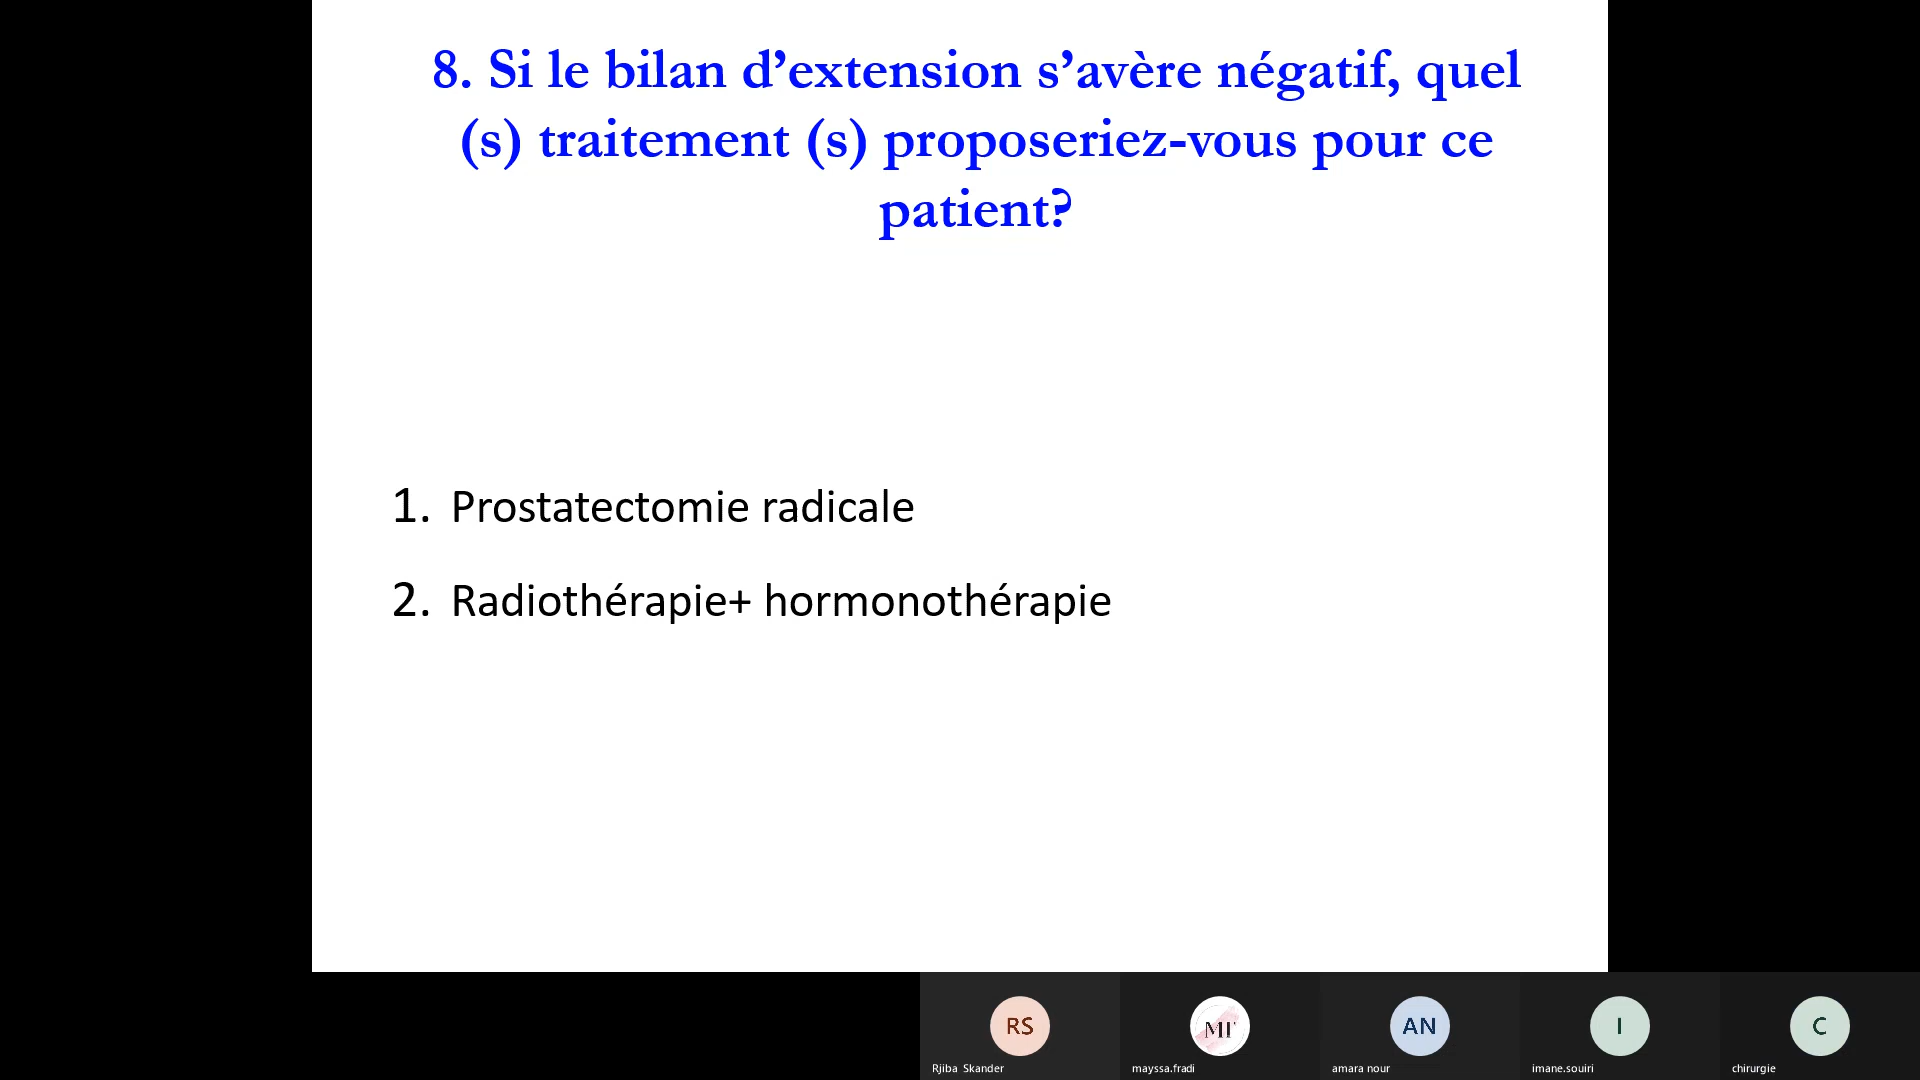 8. Si le bilan d’extension s’avère négatif, quel
(s) traitement (s) proposeriez-vous pour ce
patient?
1. Prostatectomie radicale
2. Radiothérapie+ hormonothérapie
RS
MF
AN
I
C
Rjiba Skander
mayssa.fradi
amara nour
imane.souiri
chirurgie